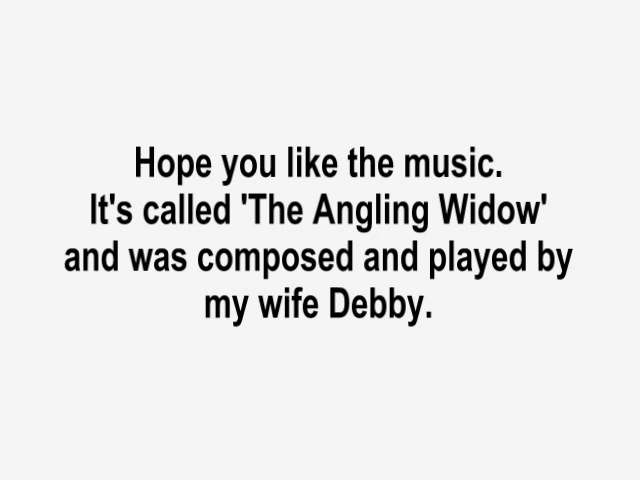 Hope you like the music.
It's called 'The Angling Widow'
and was composed and played by
my wife Debby.